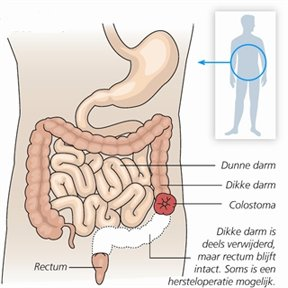 Dunne darm
Dikke darm
Colostoma
Dikke darm is
deels verwijderd,
maar rectum blijft
intact. Soms is een
hersteloperatie mogelijk.
Rectum